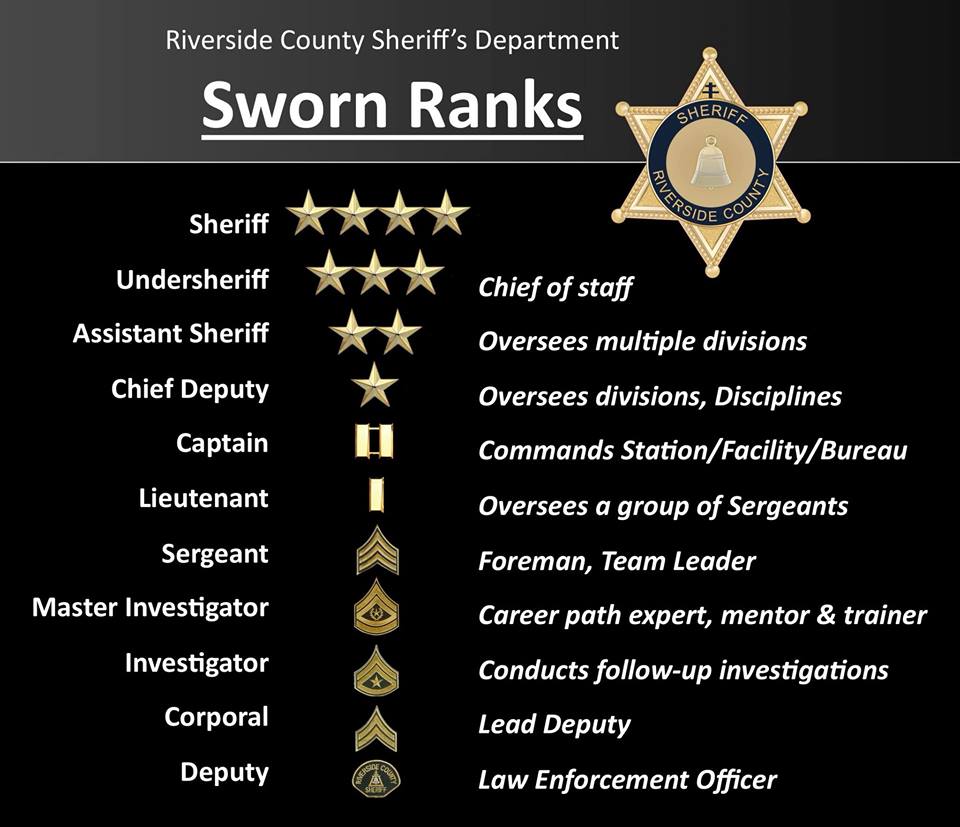 Riverside County Sheriff's Department
Sworn Ranks
SHERIFF
RIVERSIDE COUNTY
Sheriff
Undersheriff Chief of staff
Assistant Sheriff Oversees multiple divisions
Chief Deputy Oversees divisions, Disciplines
Captain Commands Station/Facility/Bureau
Lieutenant Oversees a group of Sergeants
Sergeant Foreman, Team Leader
Master Investigator Career path expert, mentor & trainer
Investigator Conducts follow-up investigations
Corporal Lead Deputy
Deputy RIVERSIDE COUNTY SHERIFF Law Enforcement Officer